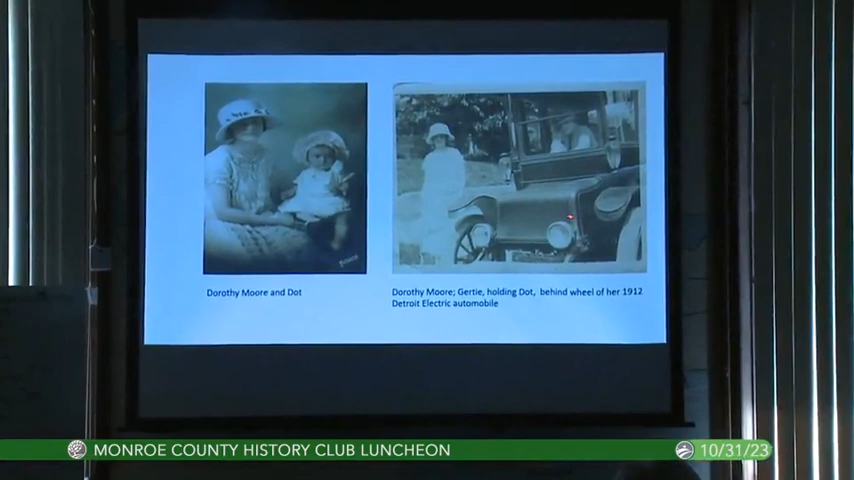 Dorothy Moore and Dot
Dorothy Moore; Gertie, holding Dot, behind wheel of her 1912
Detroit Electric automobile
MONROE COUNTY HISTORY CLUB LUNCHEON
10/31/23